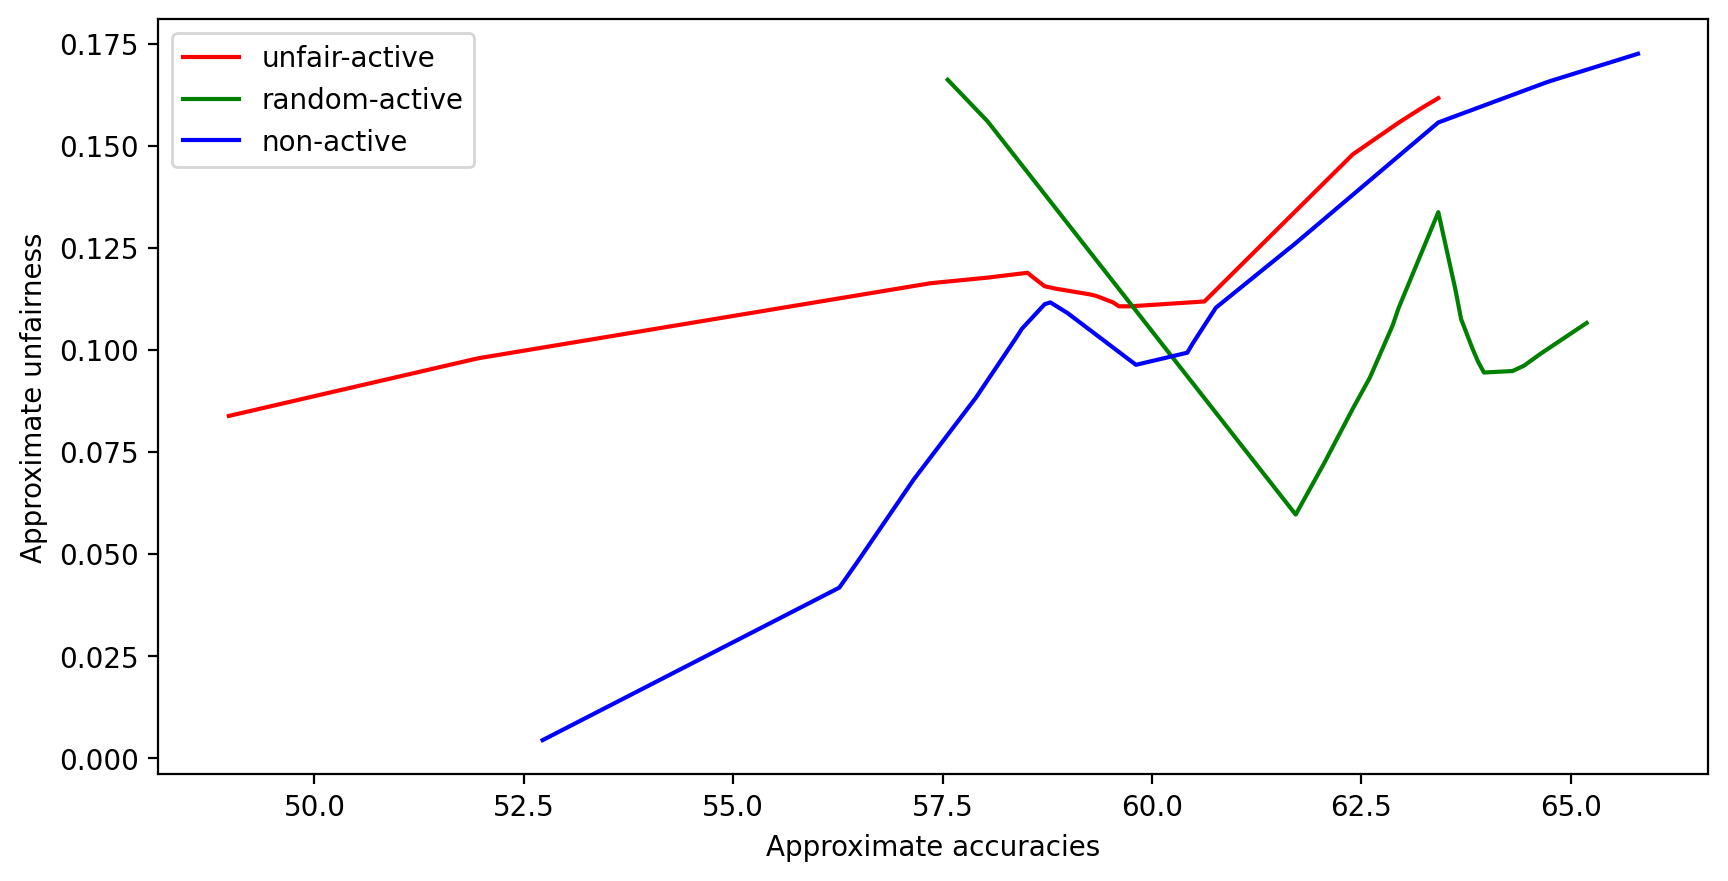 unfair-active
random-active
non-active
Approximate unfairness
0.175
0.150
0.125
0.100
0.075
0.050
0.025
0.000
50.0 52.5 55.0 57.5 60.0 62.5 65.0
Approximate accuracies